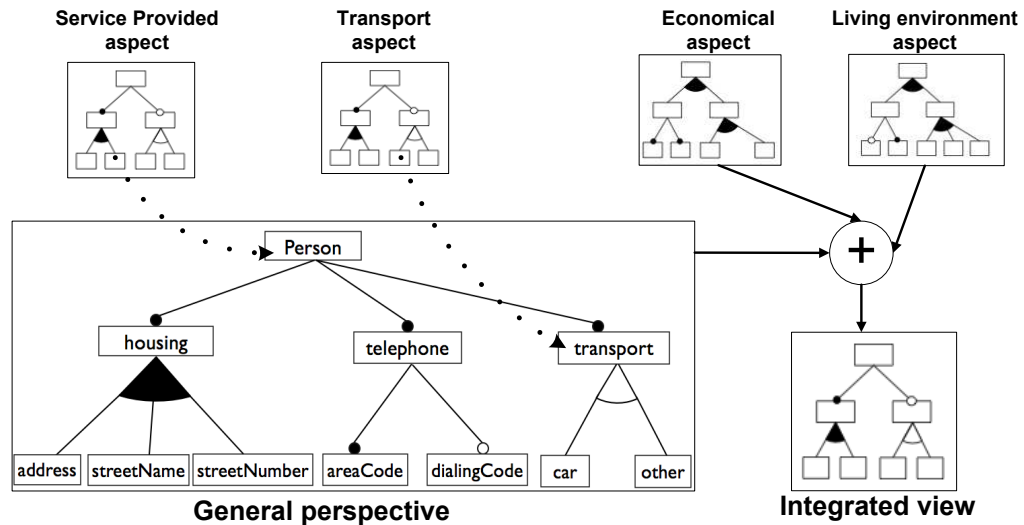 Service Provided
aspect
Transport
aspect
Economical
aspect
Living environment
aspect
Person
+
housing
telephone
transport
address
streetName
streetNumber
areaCode
dialingCode
car
other
General perspective
Integrated view